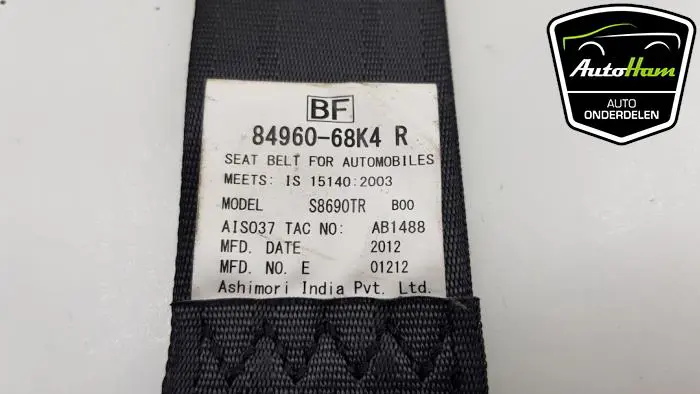 BF
84960-68K4 R
SEAT BELT FOR AUTOMOBILES
MEETS: IS 15140:2003
MODEL S8690TR B00
AIS037 TAC NO: AB1488
MFD. DATE 2012
MFD. NO. E 01212
Ashimori India Pvt. Ltd.
AutoHam
AUTO
ONDERDELEN